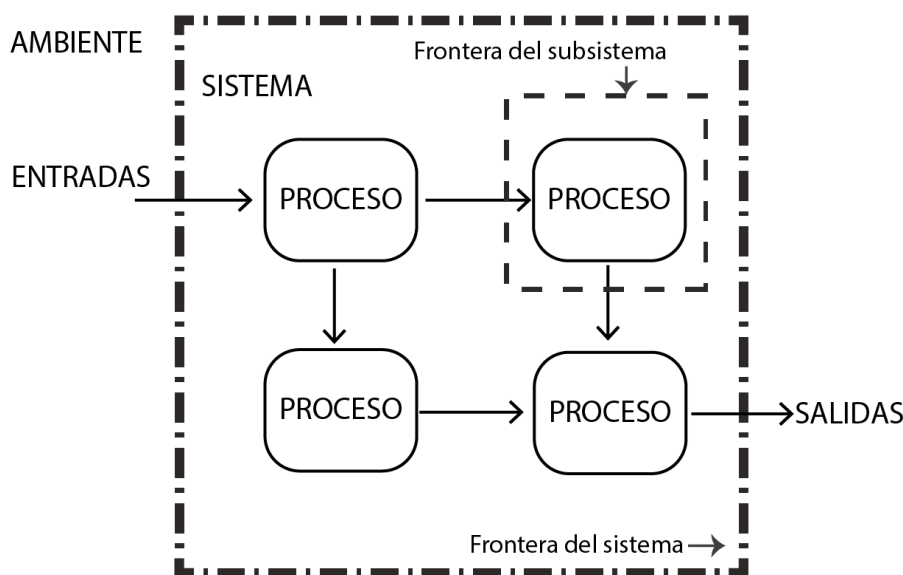 AMBIENTE
Frontera del subsistema
SISTEMA
ENTRADAS
PROCESO
PROCESO
PROCESO
PROCESO
SALIDAS
Frontera del sistema